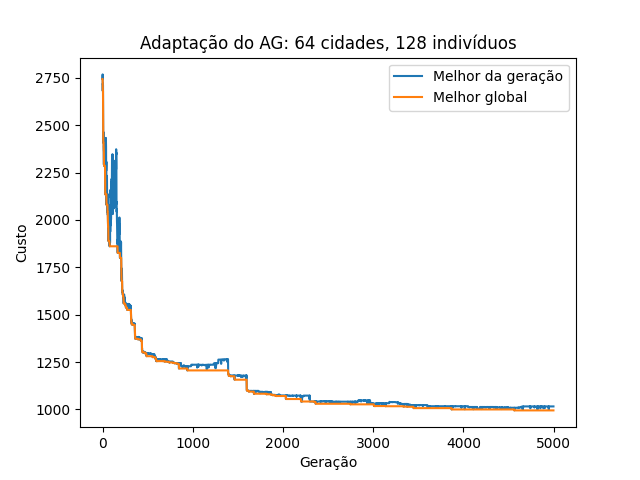 Adaptação do AG: 64 cidades, 128 indivíduos
Melhor da geração
Melhor global
Custo
2750
2500
2250
2000
1750
1500
1250
1000
0 1000 2000 3000 4000 5000
Geração